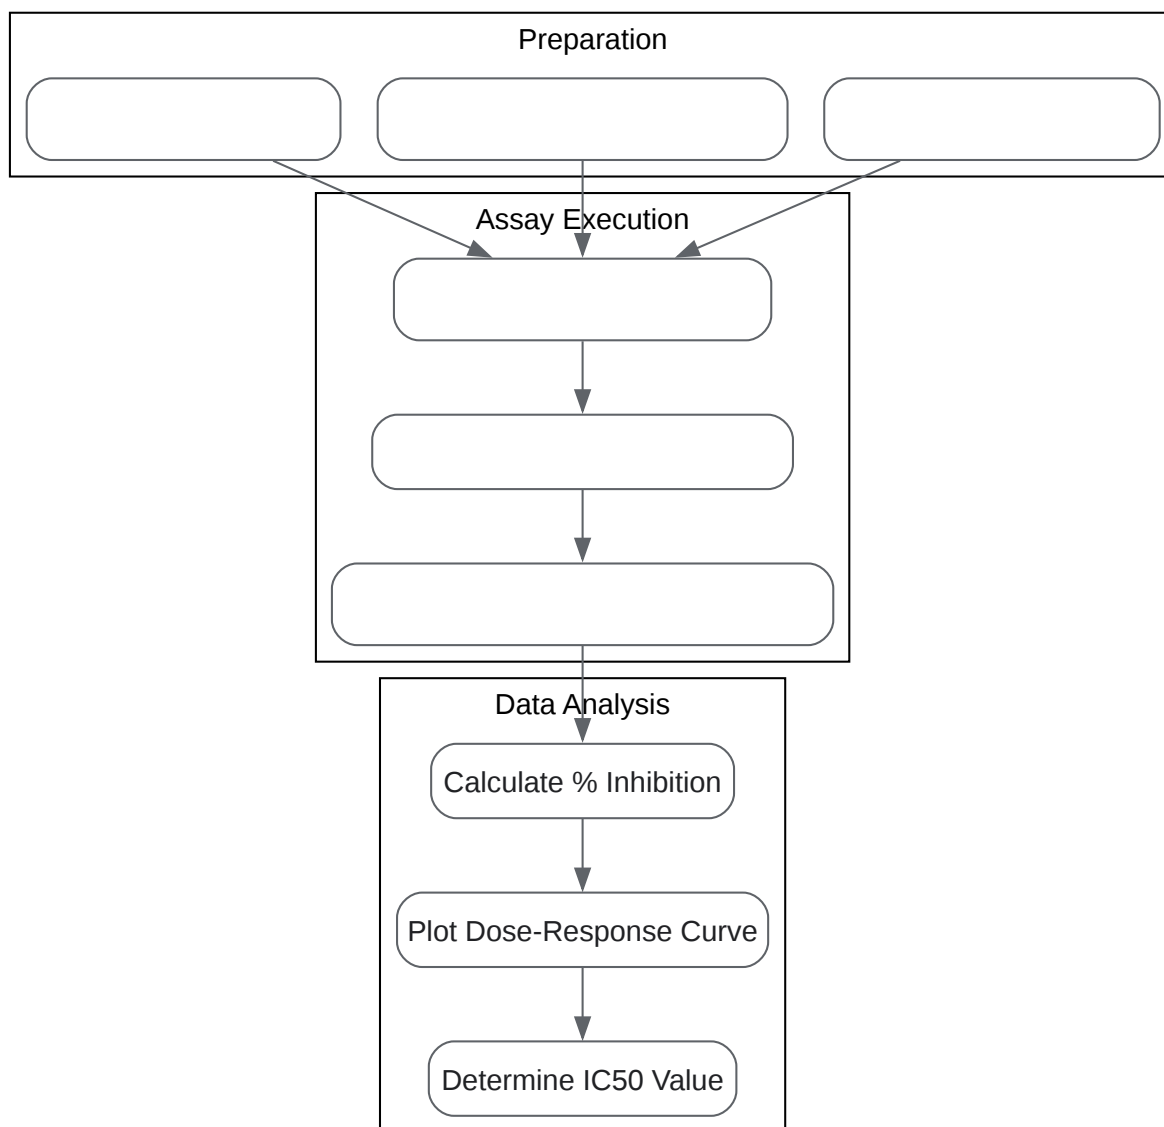 Preparation
Assay Execution
Data Analysis
Calculate % Inhibition
Plot Dose-Response Curve
Determine IC50 Value